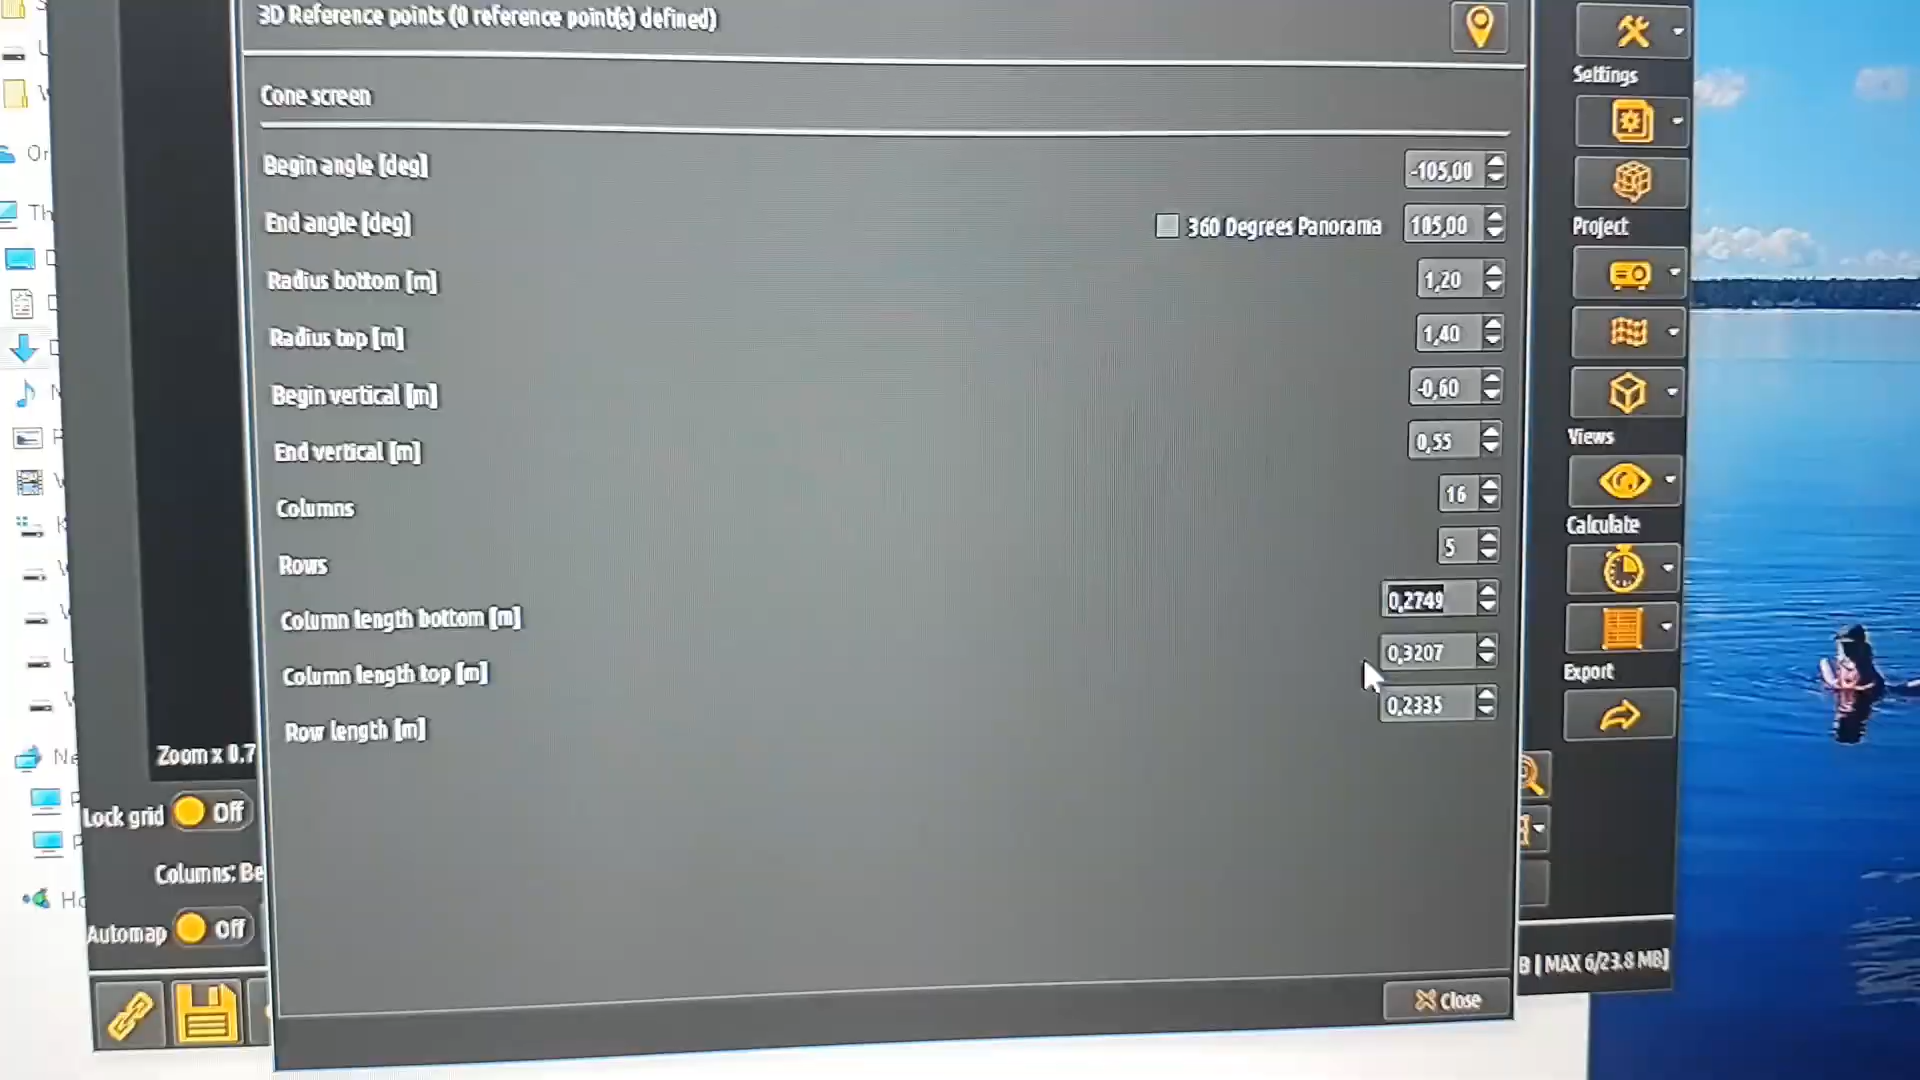 3D Reference points (0 reference point(s) defined)
Settings
Cone screen
Begin angle [deg] -105,00
End angle [deg] 360 Degrees Panorama 105,00
Project
Radius bottom [m] 1,20
Radius top [m] 1,40
Begin vertical [m] -0,60
Views
End vertical [m] 0,55
Columns 16
Calculate
Rows 5
Column length bottom [m] 0,2749
Column length top [m] 0,3207
Export
Row length [m] 0,2335
Zoom x 0.7
Lock grid Off
Columns: Be
Automap Off
B | MAX 6/23.8 MB]
Close